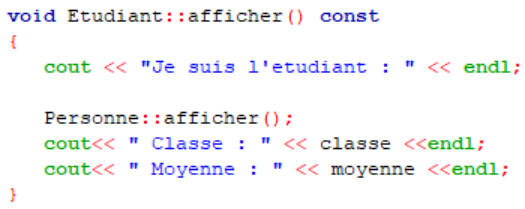 void Etudiant::afficher() const
{
cout << "Je suis l'etudiant : " << endl;
Personne::afficher();
cout<< " Classe : " << classe <<endl;
cout<< " Moyenne : " << moyenne <<endl;
}